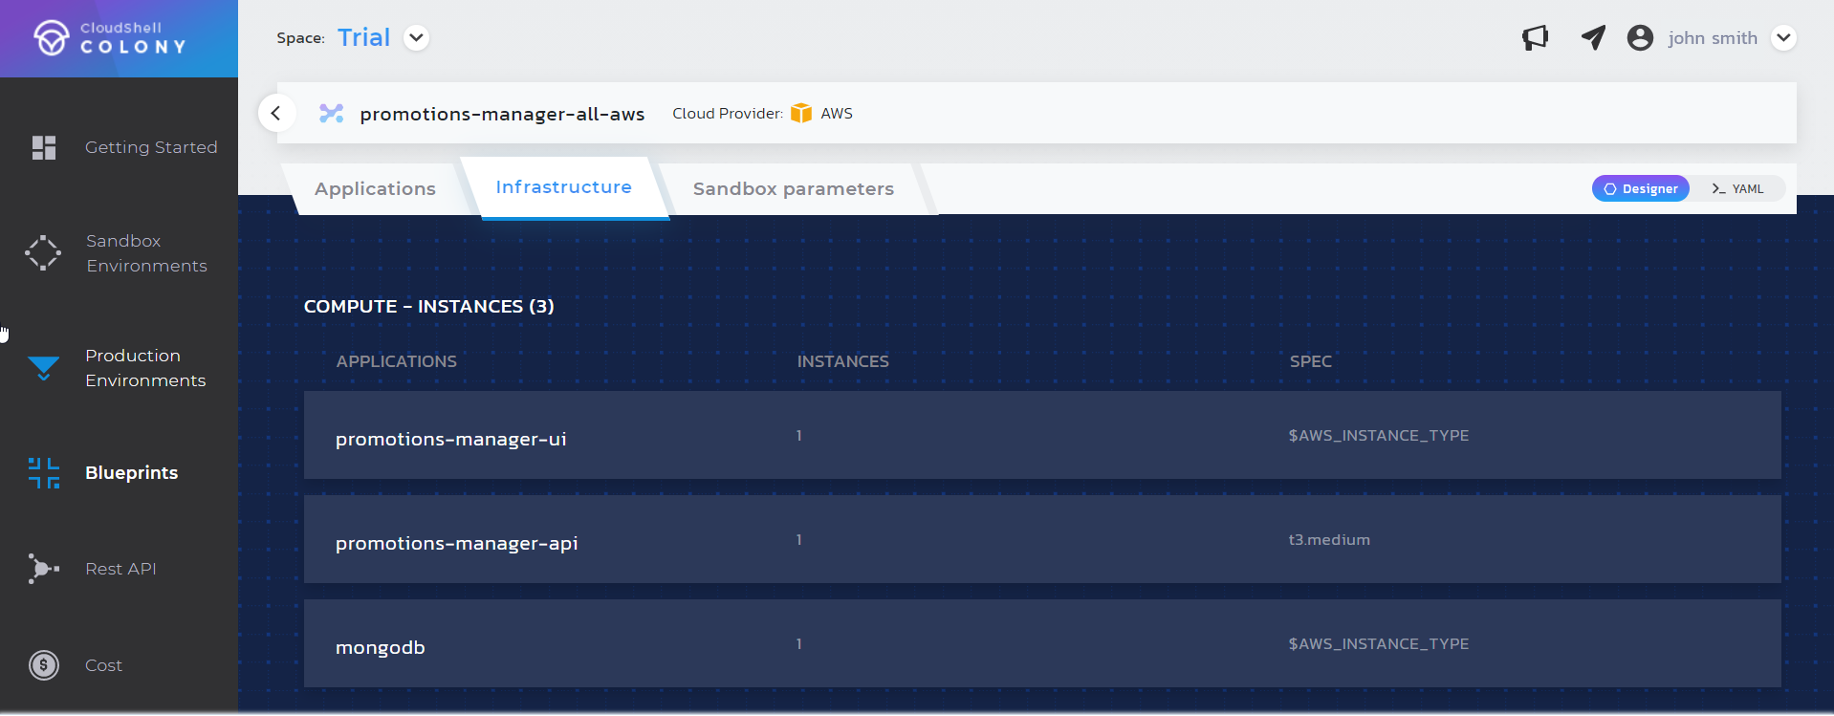 CloudShell
COLONY
Space: Trial
john smith
promotions-manager-all-aws
Cloud Provider: AWS
Applications
Infrastructure
Sandbox parameters
Designer
>_ YAML
Getting Started
Sandbox
Environments
Production
Environments
Blueprints
Rest API
$ Cost
COMPUTE - INSTANCES (3)
APPLICATIONS INSTANCES SPEC
promotions-manager-ui 1 $AWS_INSTANCE_TYPE
promotions-manager-api 1 t3.medium
mongodb 1 $AWS_INSTANCE_TYPE